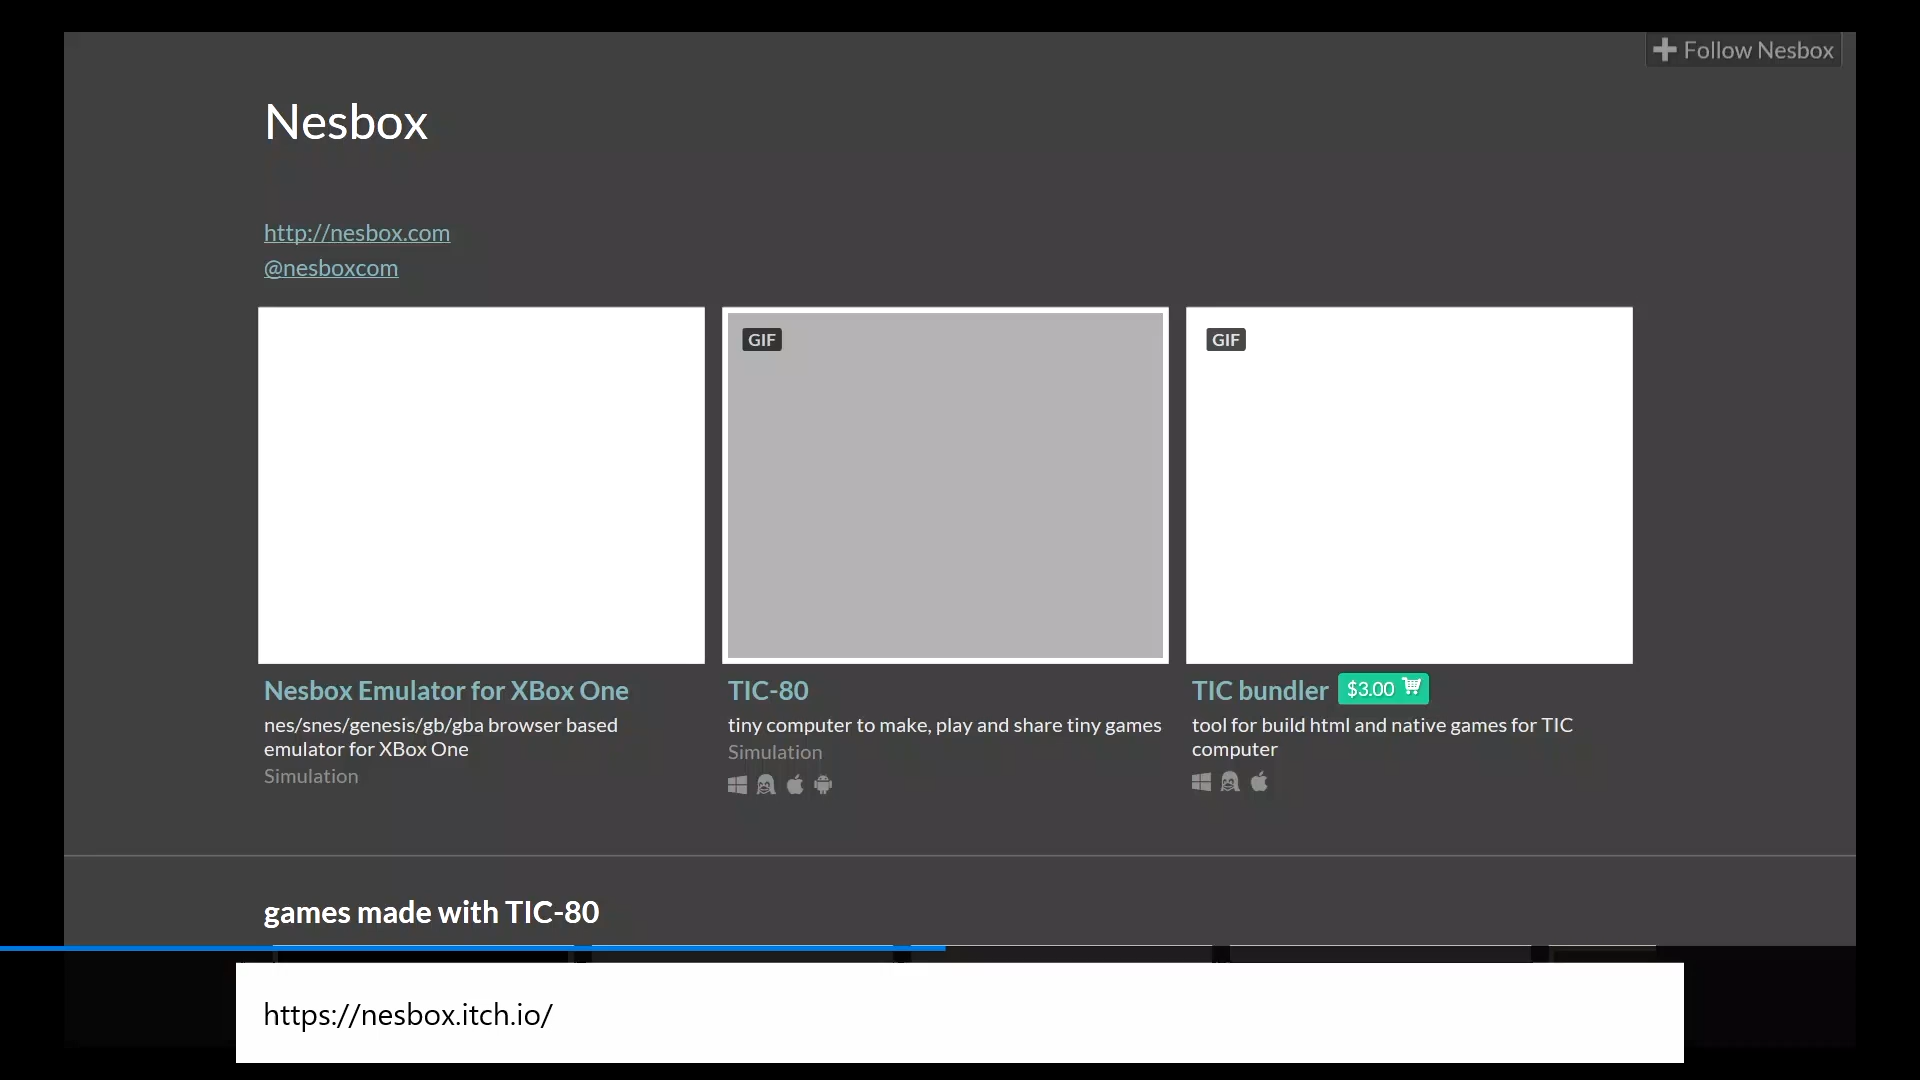 Follow Nesbox
Nesbox
http://nesbox.com
@nesboxcom
GIF
GIF
Nesbox Emulator for XBox One
nes/snes/genesis/gb/gba browser based
emulator for XBox One
Simulation
TIC-80
tiny computer to make, play and share tiny games
Simulation
TIC bundler $3.00
tool for build html and native games for TIC
computer
games made with TIC-80
https://nesbox.itch.io/